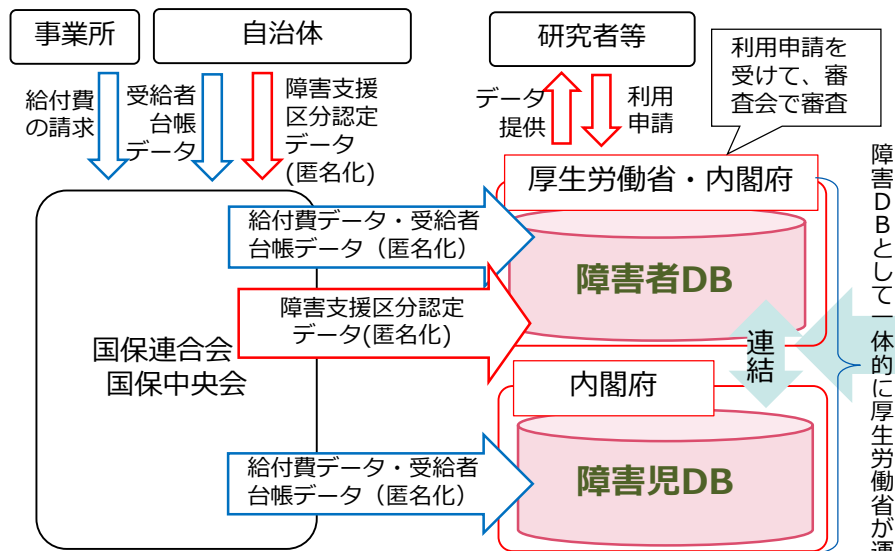 事業所
自治体
研究者等
利用申請を
受けて、審
査会で審査
給付費
の請求
受給者
台帳
データ
障害支援
区分認定
データ
(匿名化)
データ
提供
利用
申請
厚生労働省・内閣府
給付費データ・受給者
台帳データ（匿名化）
障害者DB
障害支援区分認定
データ(匿名化)
国保連合会
国保中央会
連結
内閣府
給付費データ・受給者
台帳データ（匿名化）
障害児DB
障害DBとして一体的に厚生労働省が運